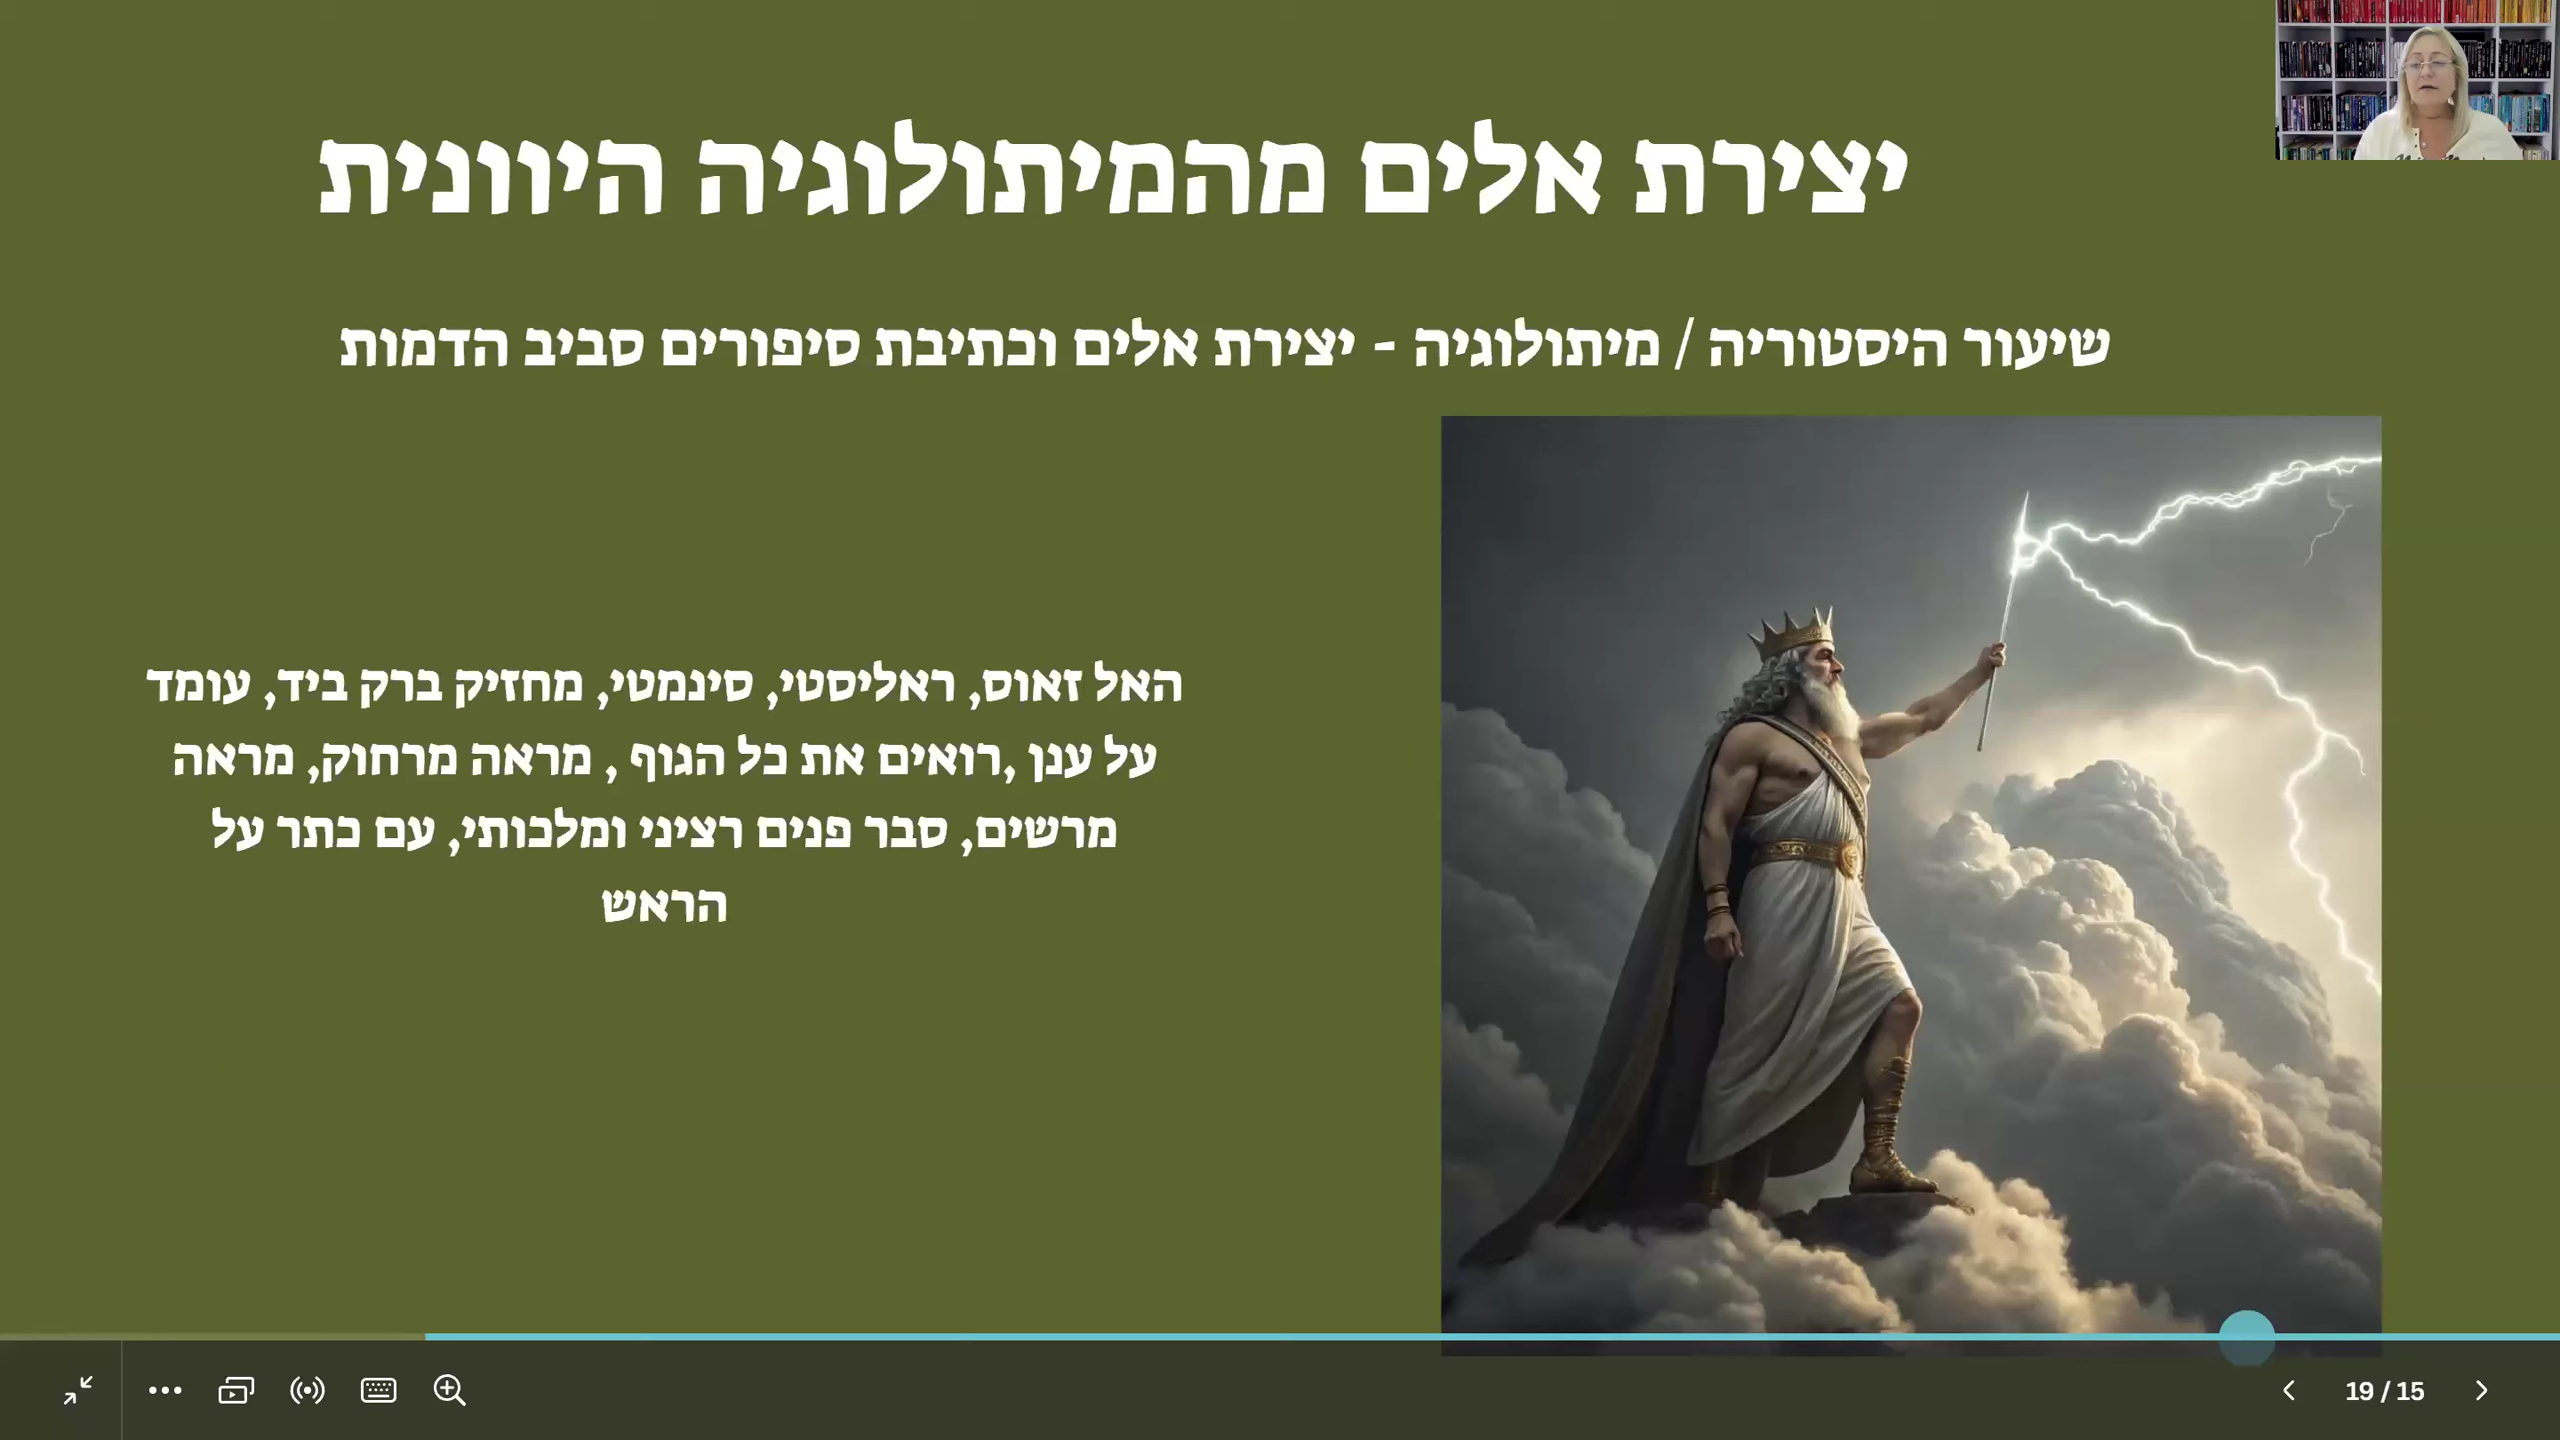 יצירת אלים מהמיתולוגיה היוונית
שיעור היסטוריה / מיתולוגיה - יצירת אלים וכתיבת סיפורים סביב הדמות
האל זאוס, ראליסטי, סינמטי, מחזיק ברק ביד, עומד
על ענן ,רואים את כל הגוף , מראה מרחוק, מראה
מרשים, סבר פנים רציני ומלכותי, עם כתר על
הראש
19 / 15